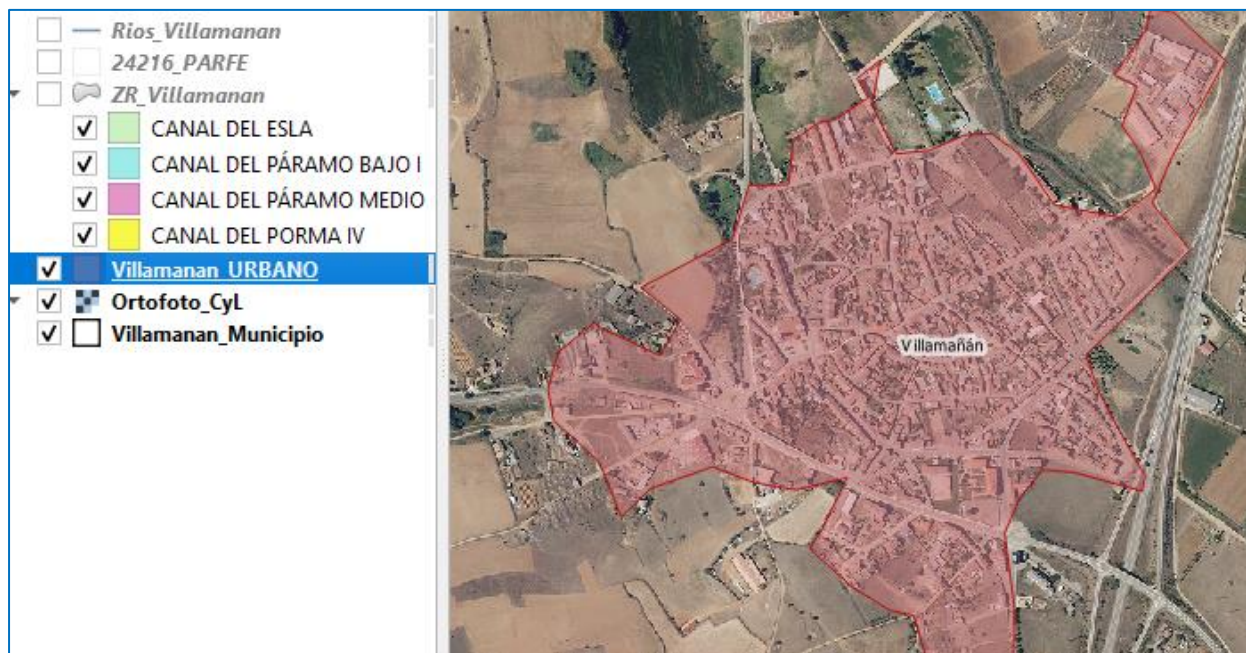 Rios_Villamanan
24216_PARFE
ZR_Villamanan
CANAL DEL ESLA
CANAL DEL PÁRAMO BAJO I
CANAL DEL PÁRAMO MEDIO
CANAL DEL PORMA IV
Villamanan_URBANO
Ortofoto_CyL
Villamanan_Municipio
Villamañán